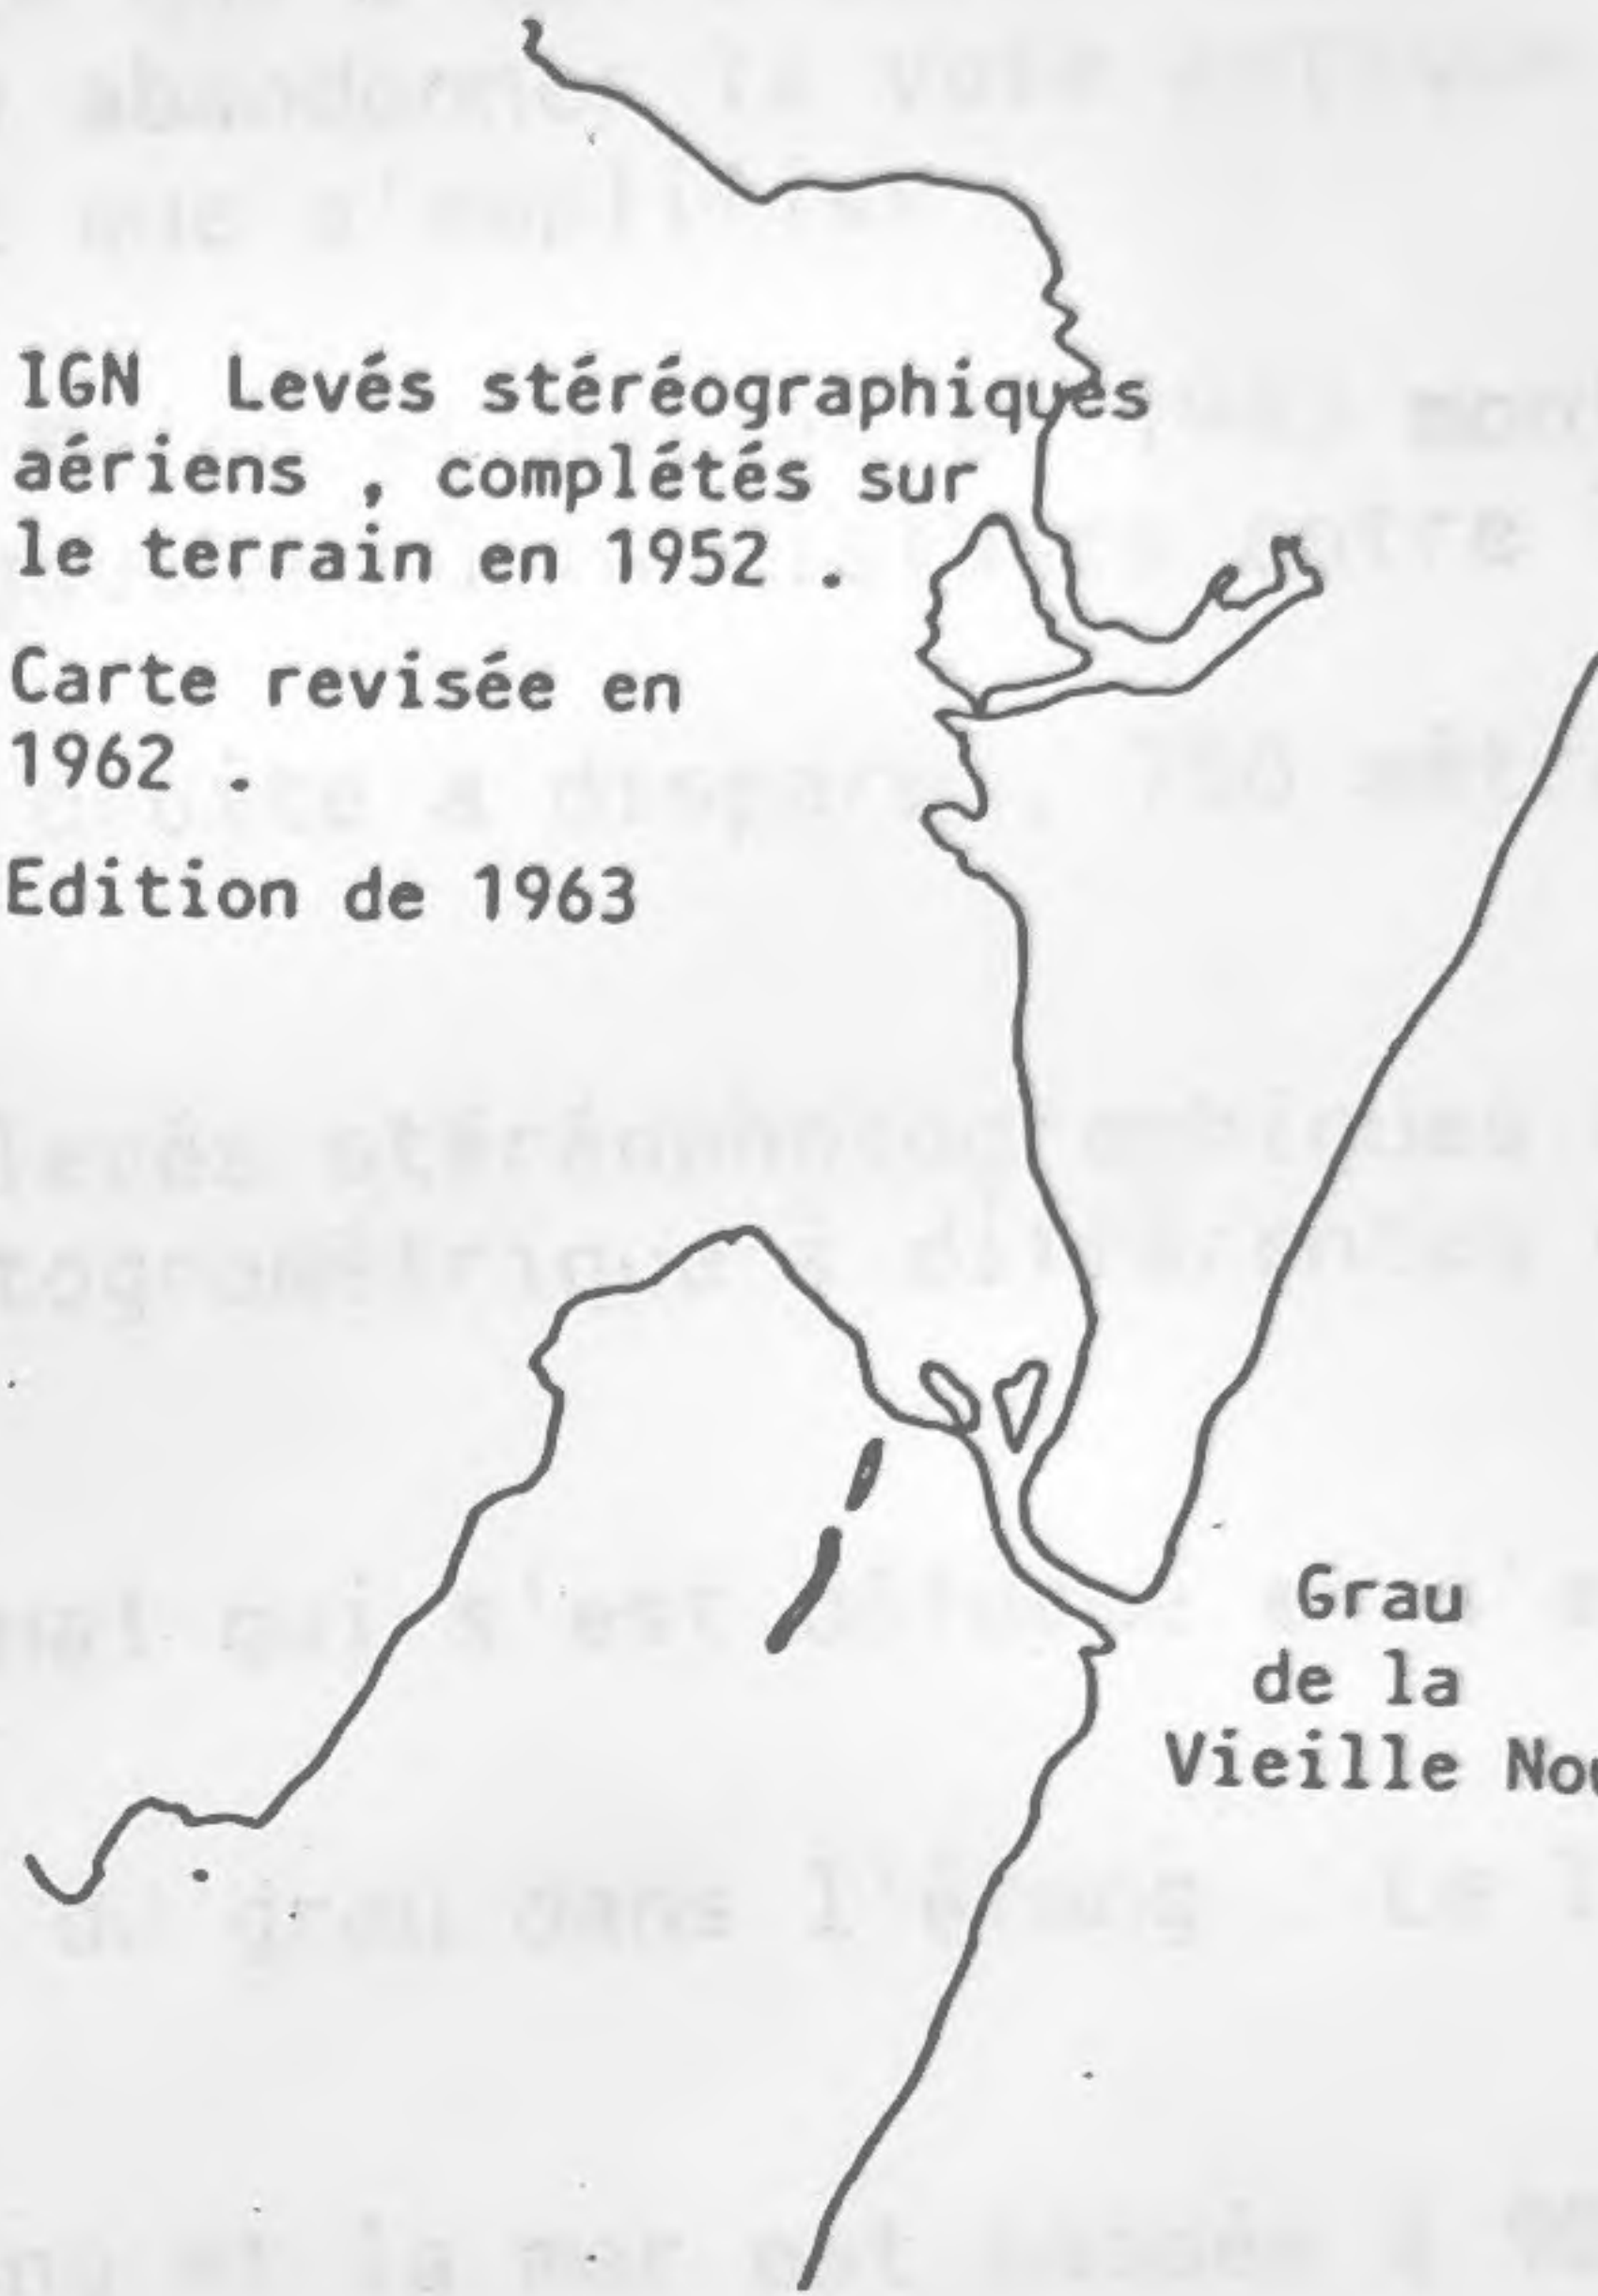 IGN Levés stéréographiques
aériens , complétés sur
le terrain en 1952 .
Carte revisée en
1962 .
Edition de 1963
Grau
de la
Vieille